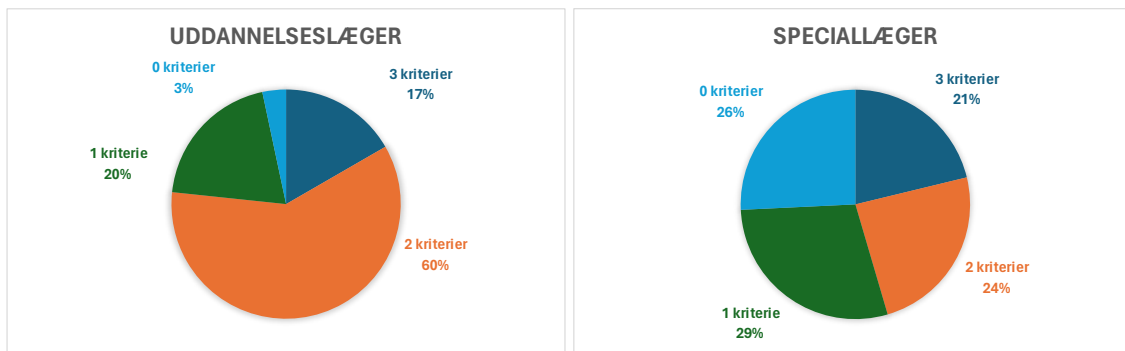 UDDANNELSESLÆGER
0 kriterier
3%
3 kriterier
17%
1 kriterie
20%
2 kriterier
60%
SPECIALLÆGER
3 kriterier
21%
0 kriterier
26%
2 kriterier
24%
1 kriterie
29%